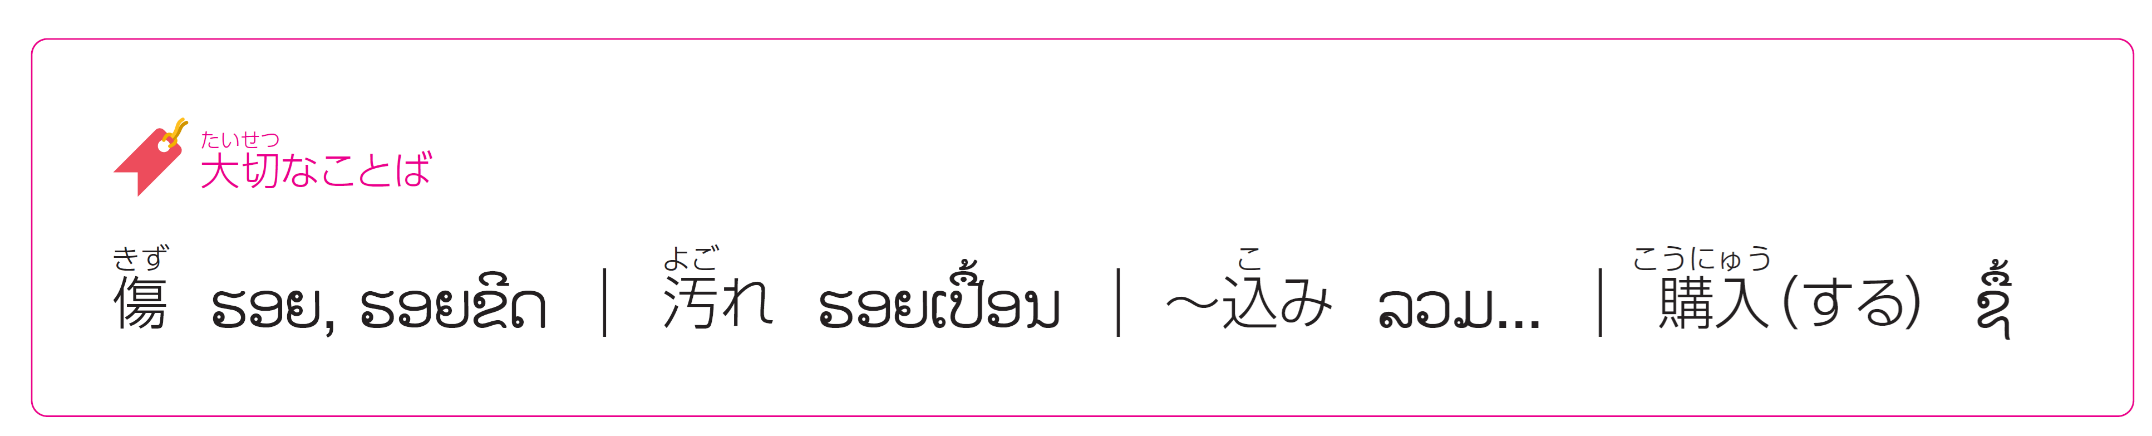 たいせつ
大切なことば
きず よご こ こうにゅう
傷 ຮອຍ, ຮອຍຂີດ | 汚れ ຮອຍເປື້ອນ | ～込み ລວມ... | 購入(する) ຊື້